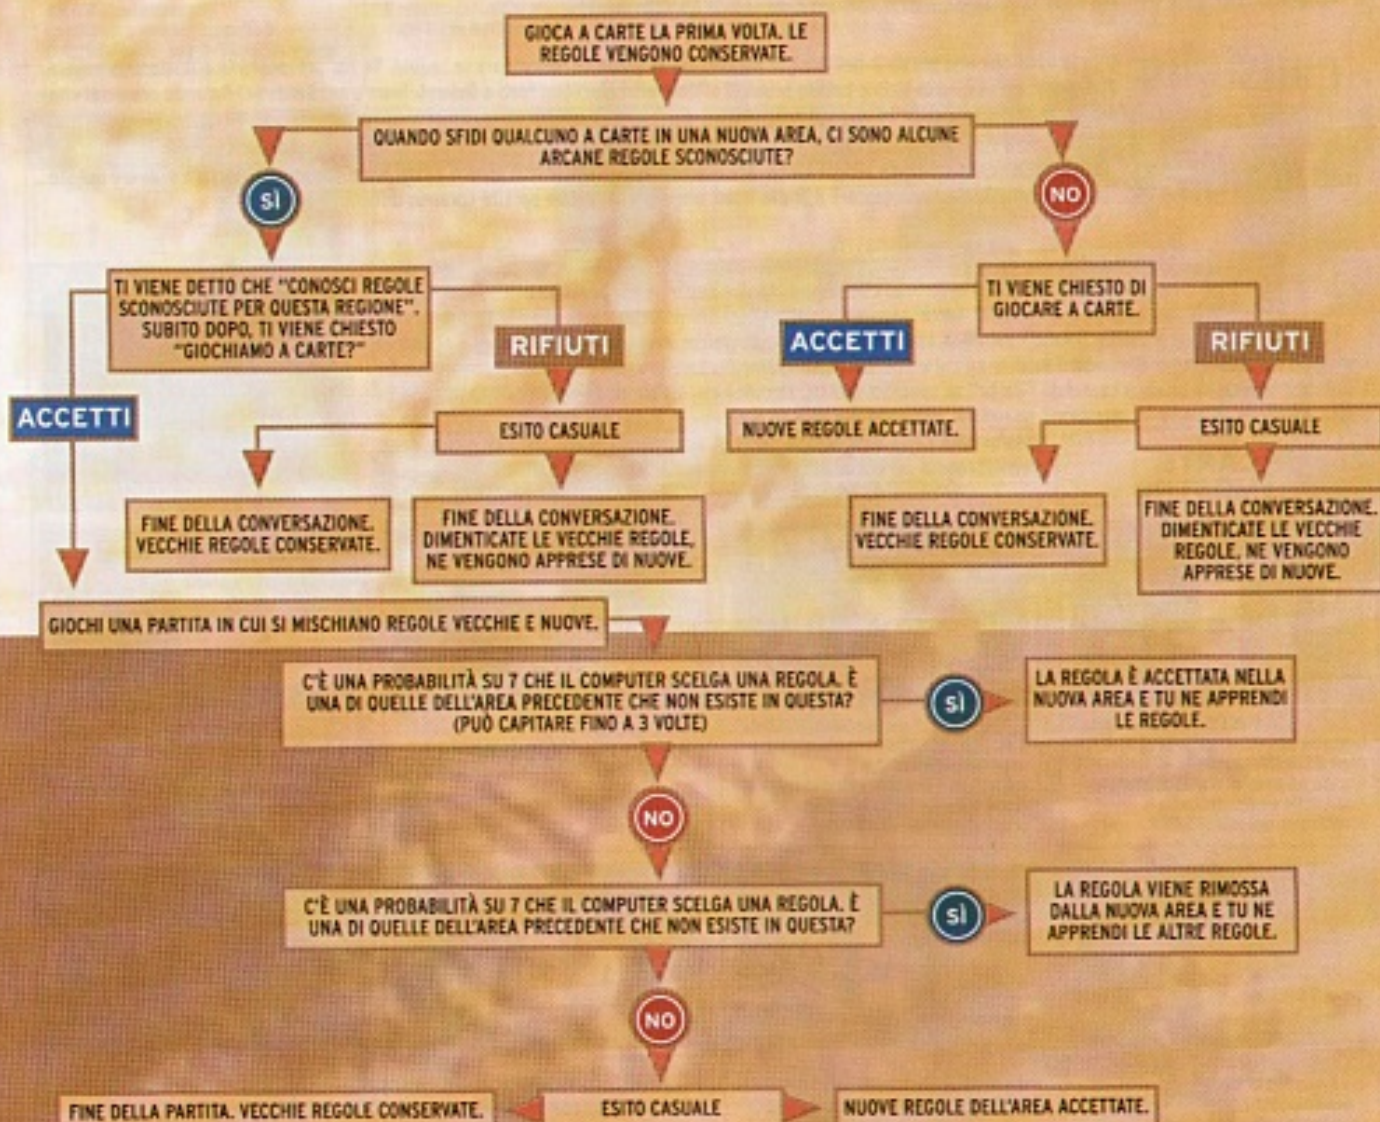 GIOCA A CARTE LA PRIMA VOLTA. LE
REGOLE VENGONO CONSERVATE.
QUANDO SFIDI QUALCUNO A CARTE IN UNA NUOVA AREA, CI SONO ALCUNE
ARCANE REGOLE SCONOSCIUTE?
SÌ
NO
TI VIENE DETTO CHE "CONOSCI REGOLE
SCONOSCIUTE PER QUESTA REGIONE".
SUBITO DOPO, TI VIENE CHIESTO
"GIOCHIAMO A CARTE?"
TI VIENE CHIESTO DI
GIOCARE A CARTE.
RIFIUTI
ACCETTI
RIFIUTI
ACCETTI
ESITO CASUALE
NUOVE REGOLE ACCETTATE.
ESITO CASUALE
FINE DELLA CONVERSAZIONE.
VECCHIE REGOLE CONSERVATE.
FINE DELLA CONVERSAZIONE.
DIMENTICATE LE VECCHIE REGOLE,
NE VENGONO APPRESE DI NUOVE.
FINE DELLA CONVERSAZIONE.
VECCHIE REGOLE CONSERVATE.
FINE DELLA CONVERSAZIONE.
DIMENTICATE LE VECCHIE
REGOLE, NE VENGONO
APPRESE DI NUOVE.
GIOCHI UNA PARTITA IN CUI SI MISCHIANO REGOLE VECCHIE E NUOVE.
C'È UNA PROBABILITÀ SU 7 CHE IL COMPUTER SCELGA UNA REGOLA. È
UNA DI QUELLE DELL'AREA PRECEDENTE CHE NON ESISTE IN QUESTA?
(PUÒ CAPITARE FINO A 3 VOLTE)
SÌ
LA REGOLA È ACCETTATA NELLA
NUOVA AREA E TU NE APPRENDI
LE REGOLE.
NO
C'È UNA PROBABILITÀ SU 7 CHE IL COMPUTER SCELGA UNA REGOLA. È
UNA DI QUELLE DELL'AREA PRECEDENTE CHE NON ESISTE IN QUESTA?
SÌ
LA REGOLA VIENE RIMOSSA
DALLA NUOVA AREA E TU NE
APPRENDI LE ALTRE REGOLE.
NO
FINE DELLA PARTITA. VECCHIE REGOLE CONSERVATE.
ESITO CASUALE
NUOVE REGOLE DELL'AREA ACCETTATE.